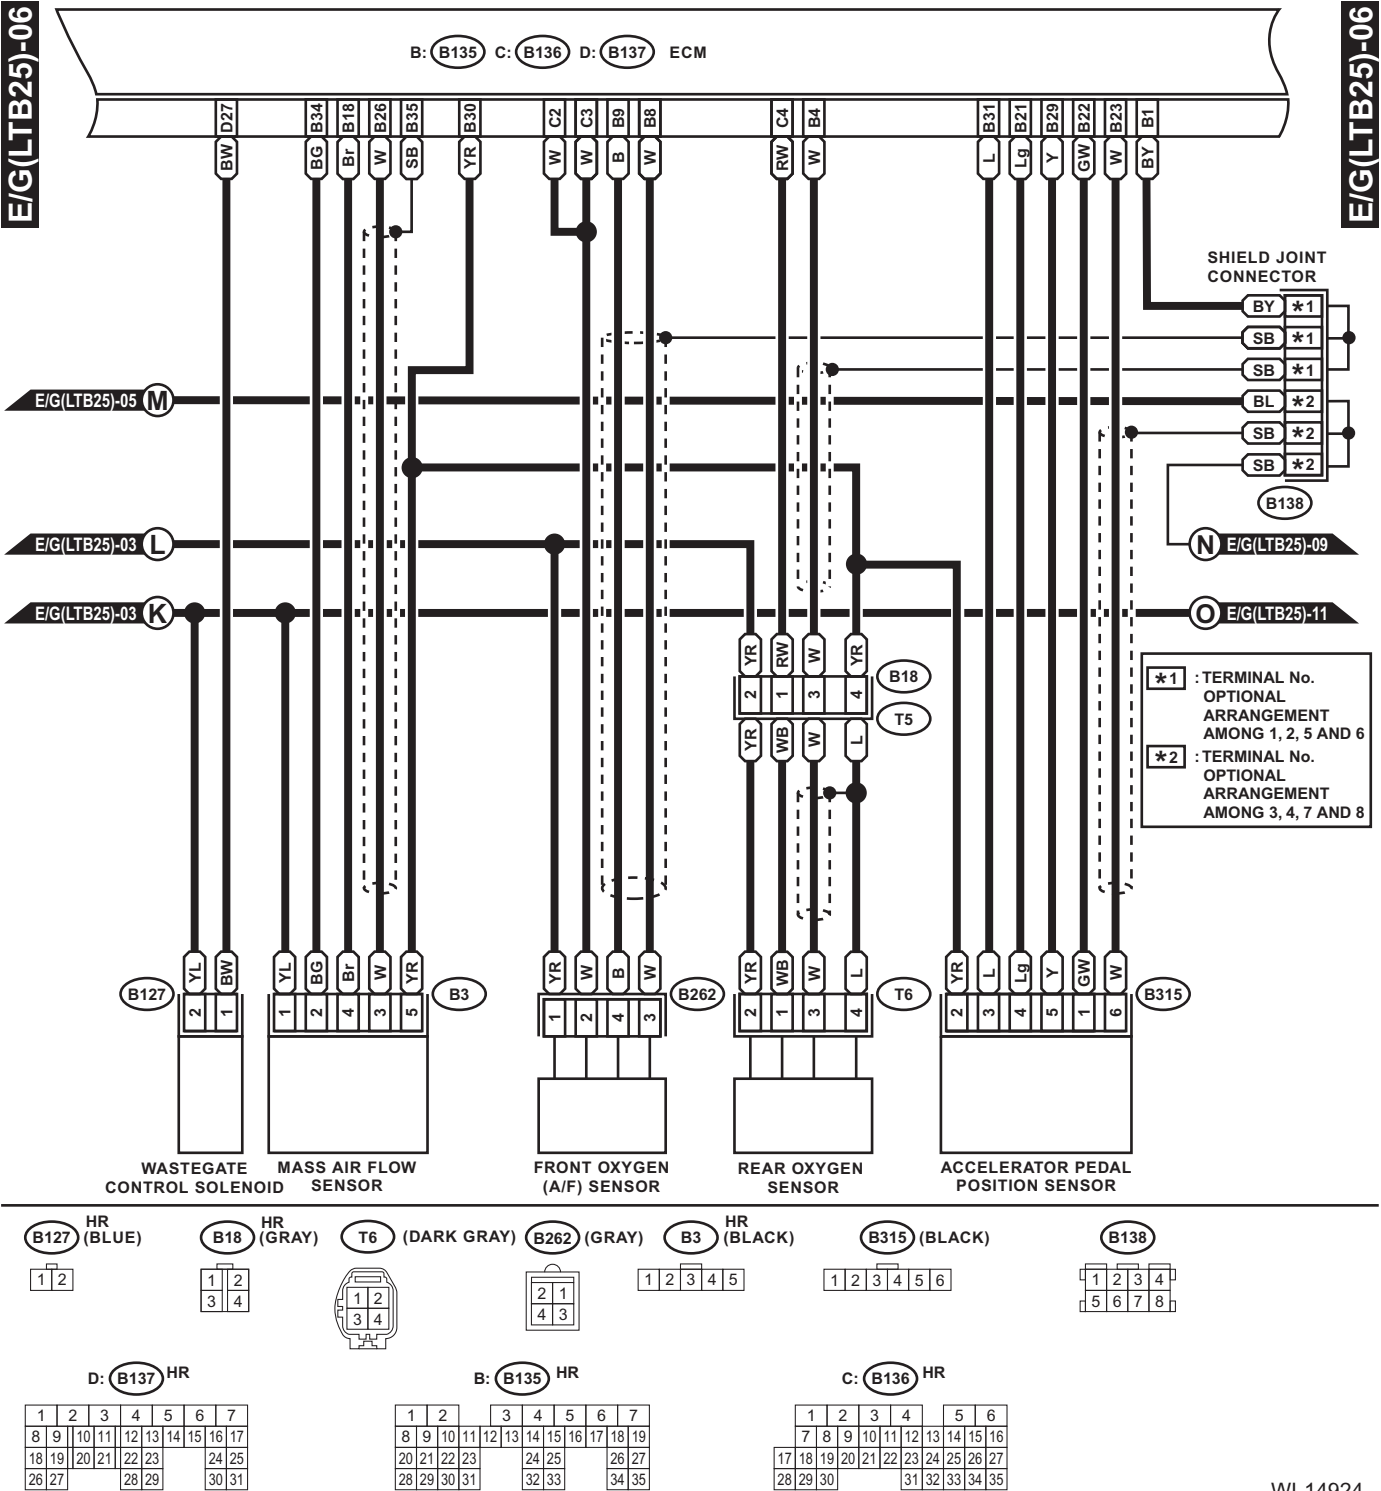 E/G(LTB25)-06
E/G(LTB25)-06
B: B135 C: B136 D: B137 ECM
D27 B34 B18 B26 B35 B30 C2 C3 B9 B8 C4 B4 B31 B21 B29 B22 B23 B1
BW BG Br W SB YR W W B W RW W L Lg Y GW W BY
SHIELD JOINT
CONNECTOR
BY *1
SB *1
SB *1
E/G(LTB25)-05 M BL *2
SB *2
SB *2
B138
E/G(LTB25)-03 L N E/G(LTB25)-09
E/G(LTB25)-03 K O E/G(LTB25)-11
YR RW W YR
2 1 3 4 B18
T5
YR WB W L
*1 : TERMINAL No.
OPTIONAL
ARRANGEMENT
AMONG 1, 2, 5 AND 6
*2 : TERMINAL No.
OPTIONAL
ARRANGEMENT
AMONG 3, 4, 7 AND 8
YL BW YL BG Br W YR YR W B W YR WB W L YR L Lg Y GW W
B127 B3 B262 T6 B315
2 1 1 2 4 3 5 1 2 4 3 2 1 3 4 2 3 4 5 1 6
WASTEGATE
CONTROL SOLENOID
MASS AIR FLOW
SENSOR
FRONT OXYGEN
(A/F) SENSOR
REAR OXYGEN
SENSOR
ACCELERATOR PEDAL
POSITION SENSOR
B127 HR (BLUE)
B18 HR (GRAY)
T6 (DARK GRAY)
B262 (GRAY)
B3 HR (BLACK)
B315 (BLACK)
B138
1 2
1 2
3 4
1 2
3 4
2 1
4 3
1 2 3 4 5
1 2 3 4 5 6
1 2 3 4
5 6 7 8
D: B137 HR
1 2 3 4 5 6 7
8 9 10 11 12 13 14 15 16 17
18 19 20 21 22 23 24 25
26 27 28 29 30 31
B: B135 HR
1 2 3 4 5 6 7
8 9 10 11 12 13 14 15 16 17 18 19
20 21 22 23 24 25 26 27
28 29 30 31 32 33 34 35
C: B136 HR
1 2 3 4 5 6
7 8 9 10 11 12 13 14 15 16
17 18 19 20 21 22 23 24 25 26 27
28 29 30 31 32 33 34 35
WI-14924